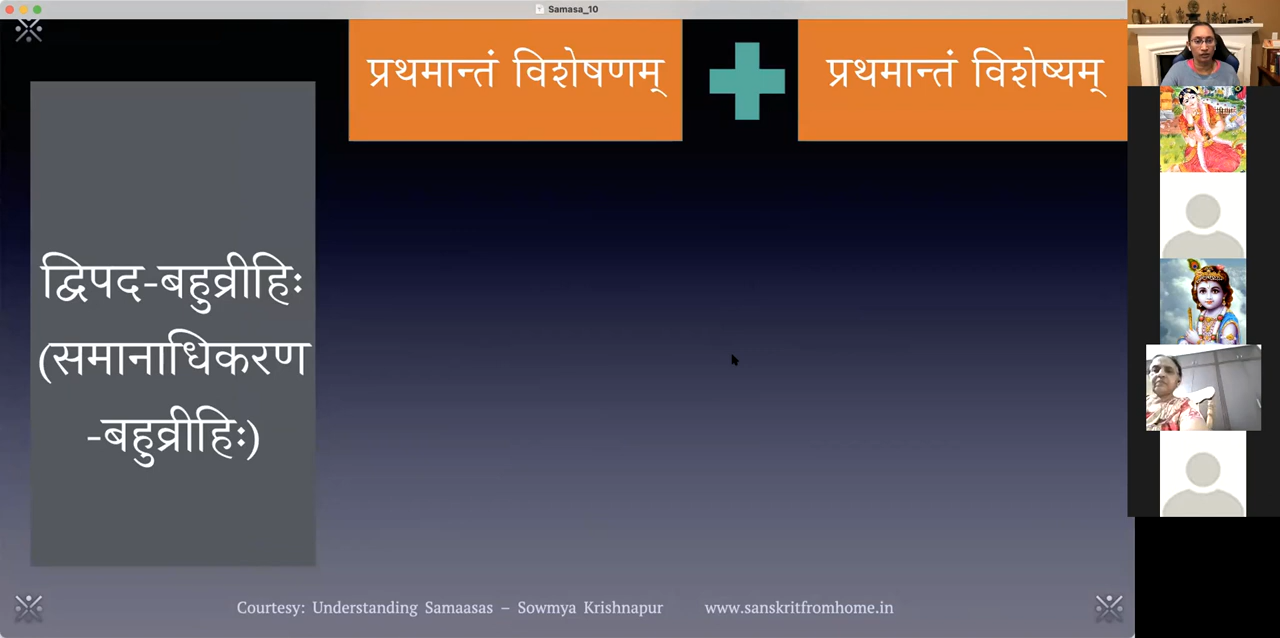 Samasa_10
प्रथमान्तं विशेषणम्
प्रथमान्तं विशेष्यम्
द्विपद-बहुव्रीहिः
(समानाधिकरण
-बहुव्रीहिः)
Courtesy: Understanding Samaasas – Sowmya Krishnapur www.sanskritfromhome.in